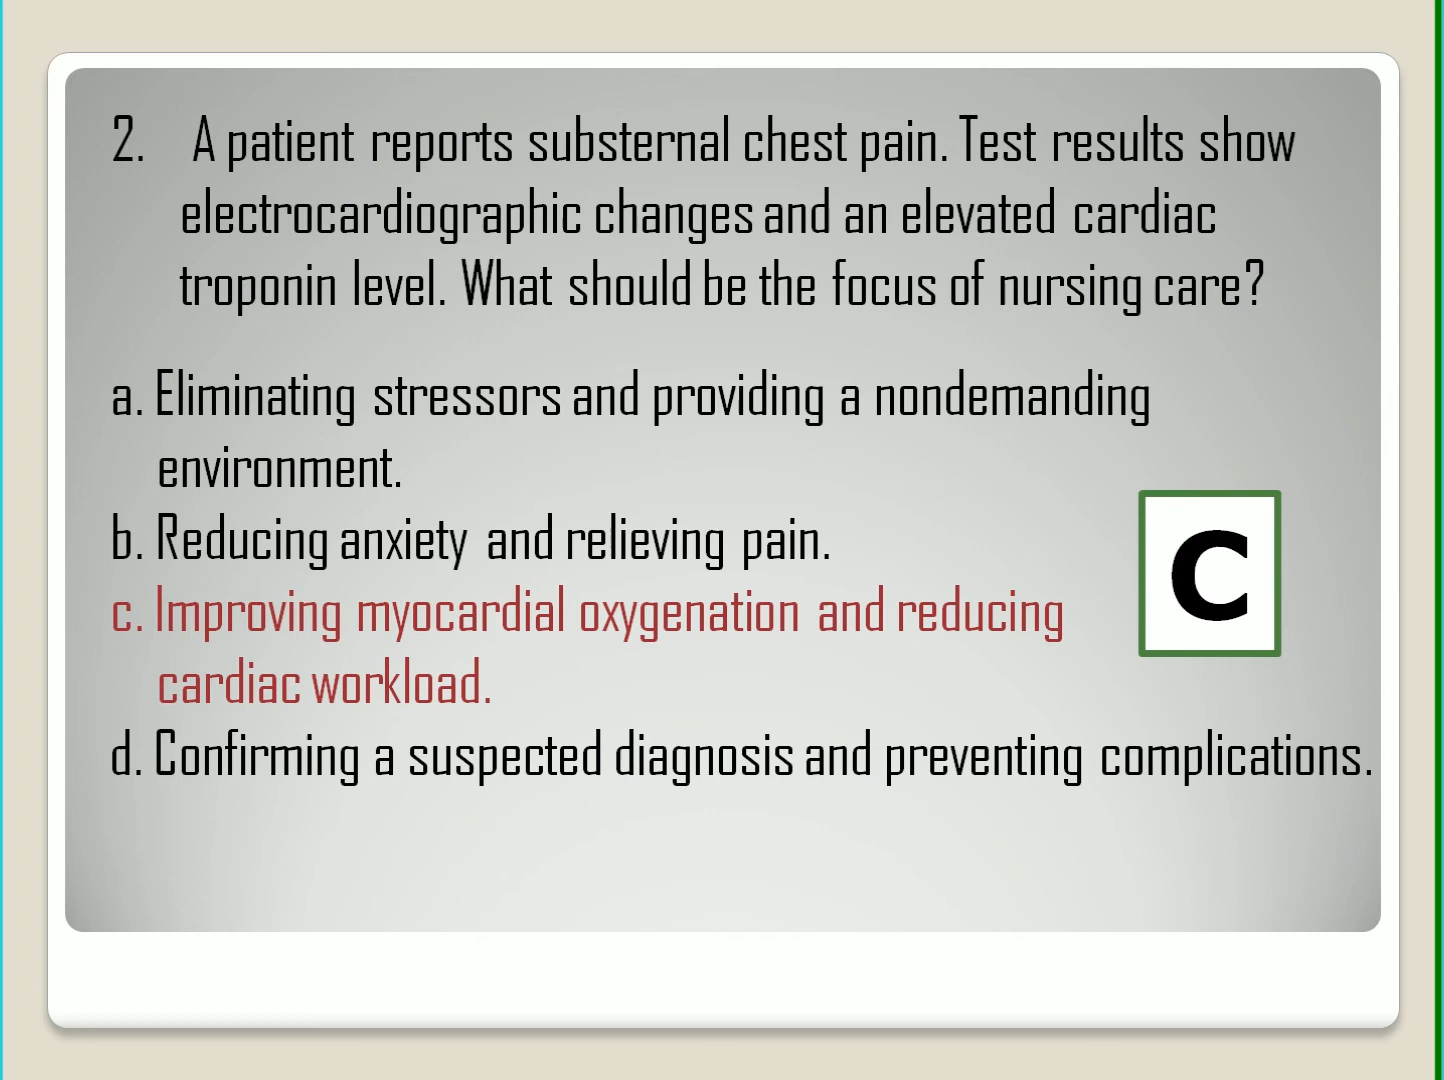 2. A patient reports substernal chest pain. Test results show
electrocardiographic changes and an elevated cardiac
troponin level. What should be the focus of nursing care?
a. Eliminating stressors and providing a nondemanding
environment.
b. Reducing anxiety and relieving pain.
c. Improving myocardial oxygenation and reducing
cardiac workload.
C
d. Confirming a suspected diagnosis and preventing complications.